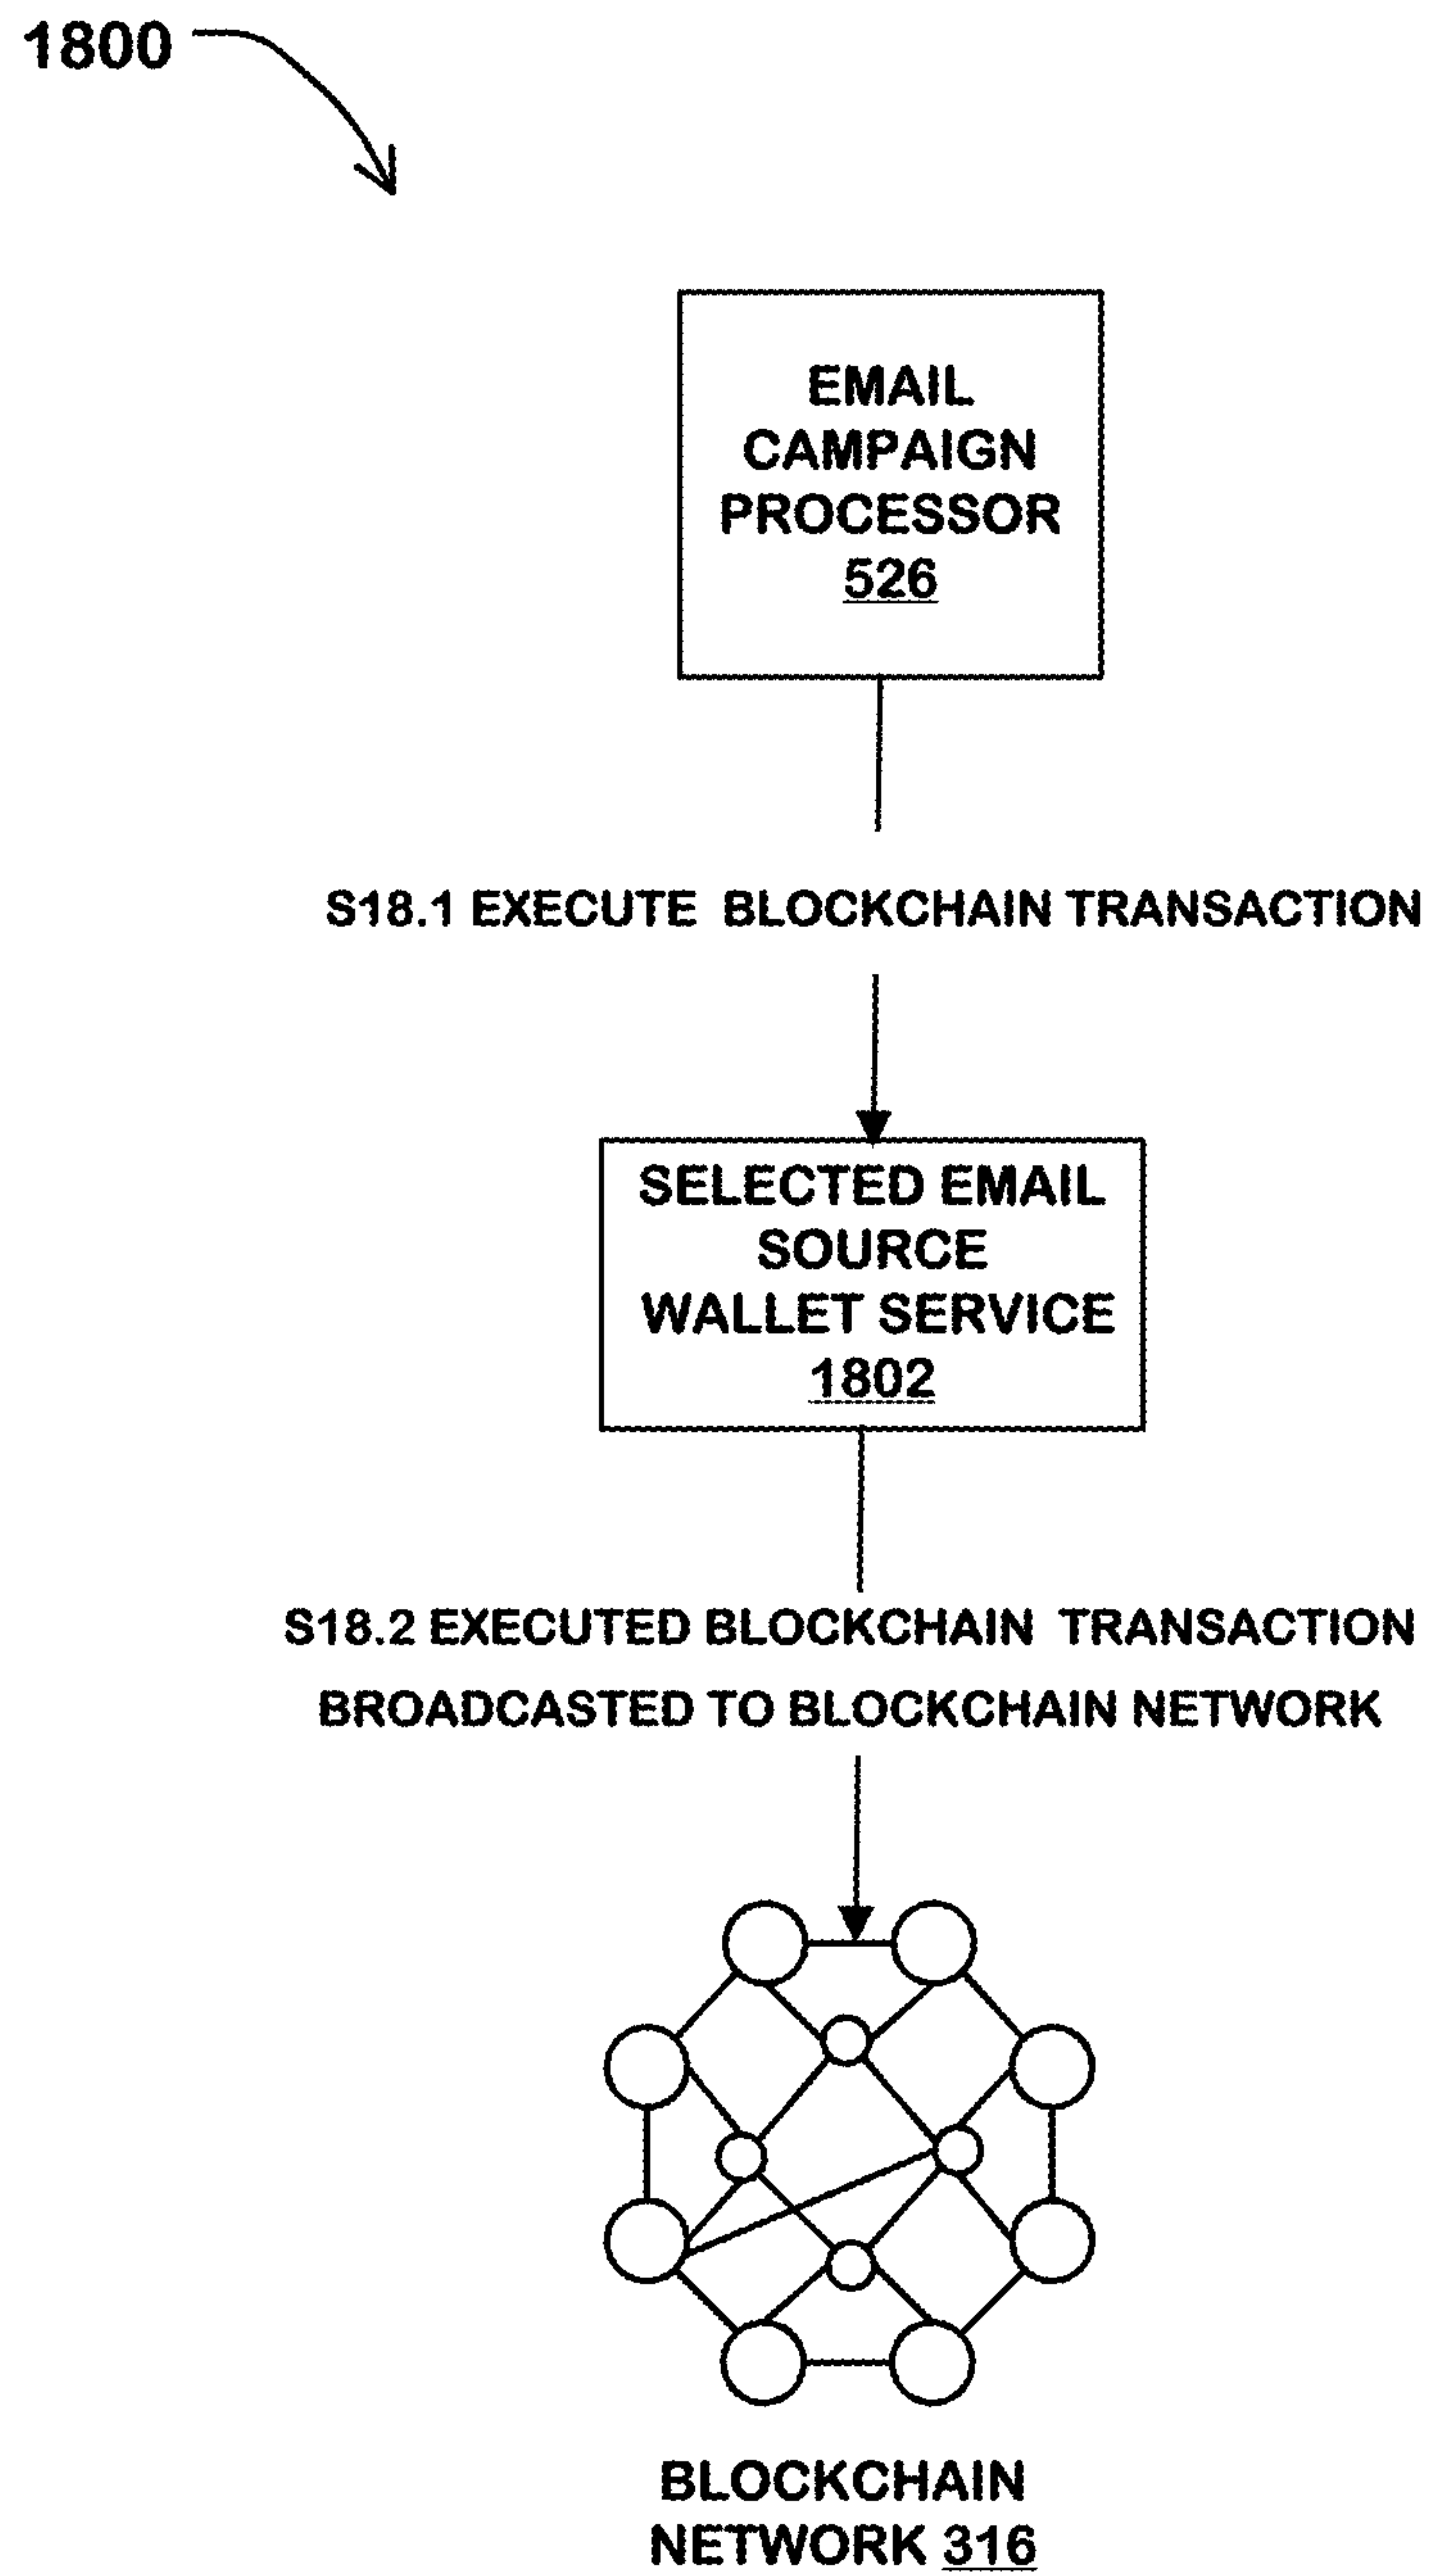 1800
EMAIL
CAMPAIGN
PROCESSOR
526
S18.1 EXECUTE BLOCKCHAIN TRANSACTION
SELECTED EMAIL
SOURCE
WALLET SERVICE
1802
S18.2 EXECUTED BLOCKCHAIN TRANSACTION
BROADCASTED TO BLOCKCHAIN NETWORK
BLOCKCHAIN
NETWORK 316